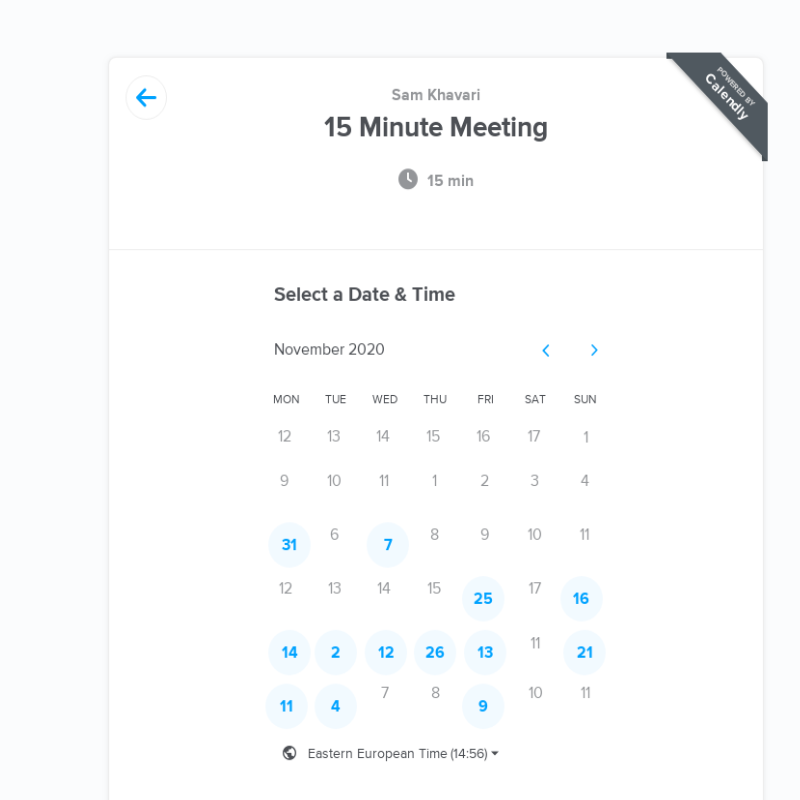 POWERED BY
Calendly
Sam Khavari
15 Minute Meeting
15 min
Select a Date & Time
November 2020
MON TUE WED THU FRI SAT SUN
12 13 14 15 16 17 1
9 10 11 1 2 3 4
31 6 7 8 9 10 11
12 13 14 15 25 17 16
14 2 12 26 13 11 21
11 4 7 8 9 10 11
Eastern European Time (14:56)